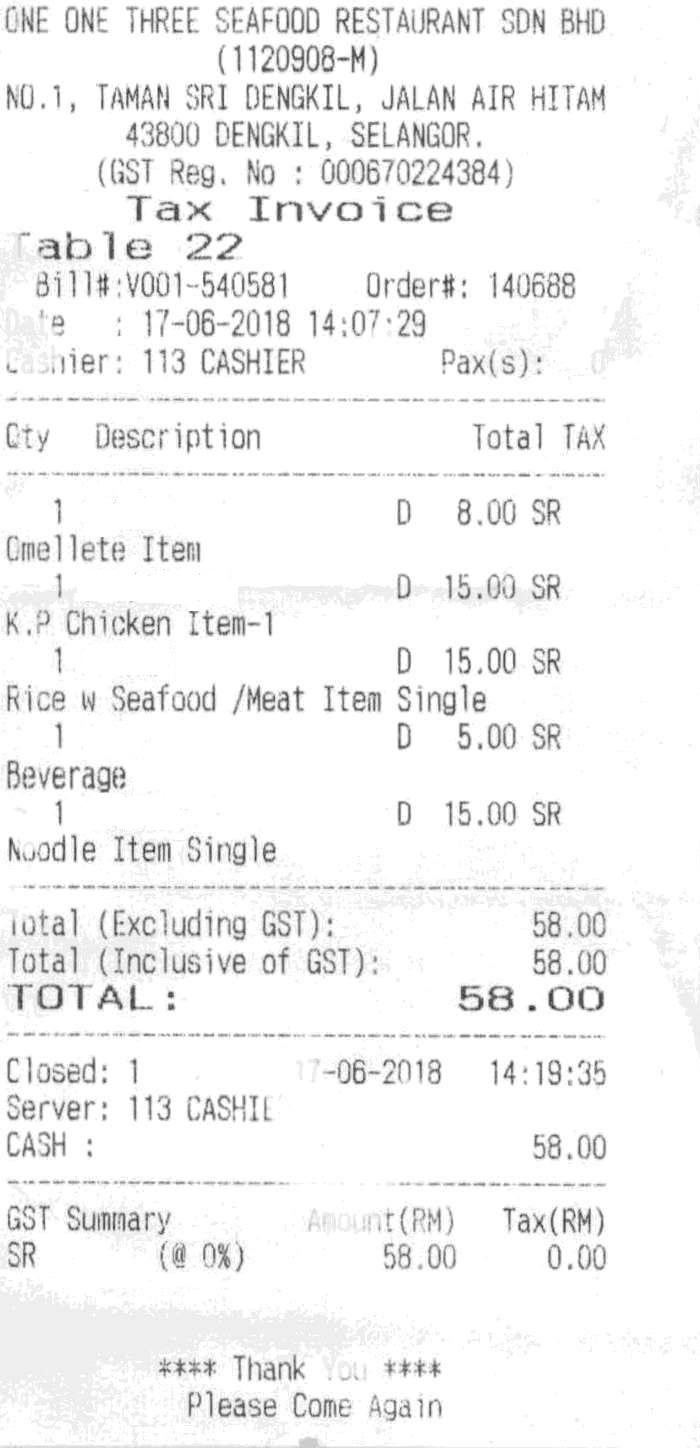 ONE ONE THREE SEAFOOD RESTAURANT SDN BHD
(1120908-M)
NO.1, TAMAN SRI DENGKIL, JALAN AIR HITAM
43800 DENGKIL, SELANGOR.
(GST Reg. No : 000670224384)
Tax Invoice
Table 22
Bill#:V001-540581 Order#: 140688
Date : 17-06-2018 14:07:29
Cashier: 113 CASHIER Pax(s): 0
Qty Description Total TAX
1 D 8.00 SR
Omellete Item
1 D 15.00 SR
K.P Chicken Item-1
1 D 15.00 SR
Rice w Seafood /Meat Item Single
1 D 5.00 SR
Beverage
1 D 15.00 SR
Noodle Item Single
Total (Excluding GST): 58.00
Total (Inclusive of GST): 58.00
TOTAL: 58.00
Closed: 1 17-06-2018 14:19:35
Server: 113 CASHIE
CASH : 58.00
GST Summary Amount(RM) Tax(RM)
SR (@ 0%) 58.00 0.00
**** Thank You ****
Please Come Again